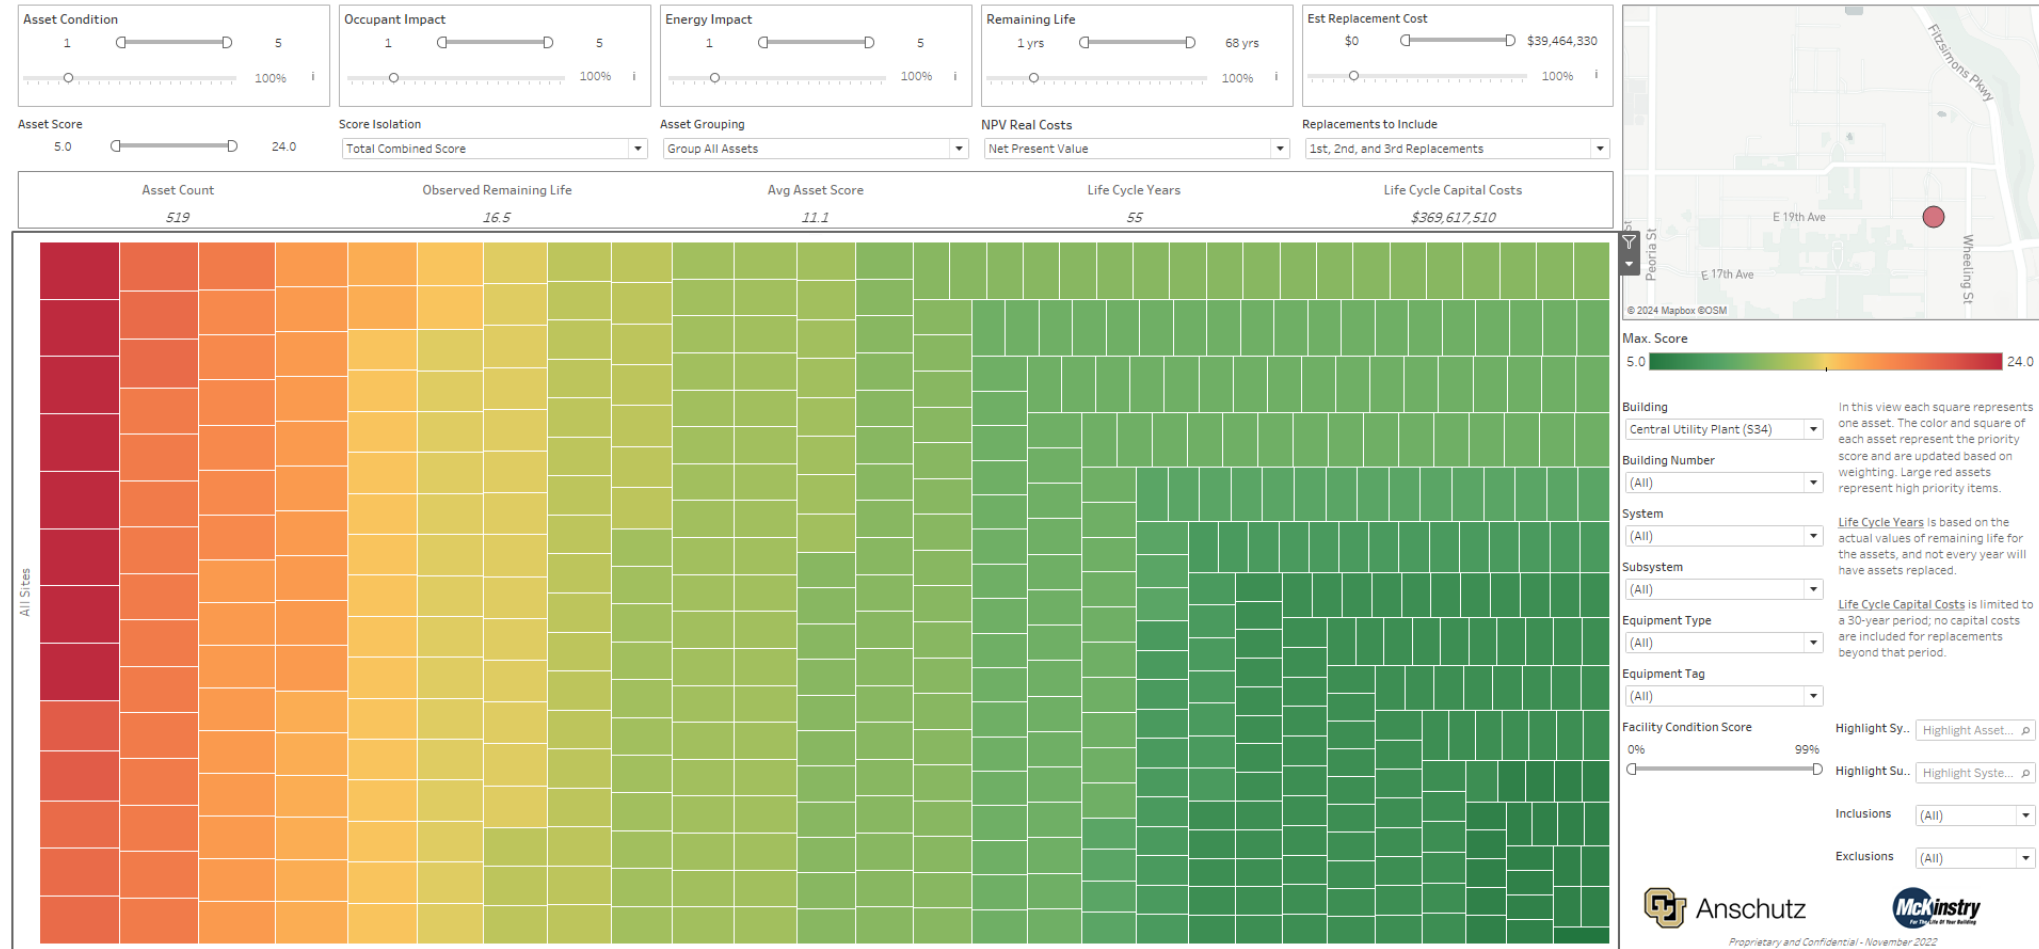 Asset Condition
1 5
100% i
Occupant Impact
1 5
100% i
Energy Impact
1 5
100% i
Remaining Life
1 yrs 68 yrs
100% i
Est Replacement Cost
$0 $39,464,330
100% i
Asset Score
5.0 24.0
Score Isolation
Total Combined Score
Asset Grouping
Group All Assets
NPV Real Costs
Net Present Value
Replacements to Include
1st, 2nd, and 3rd Replacements
Asset Count
519
Observed Remaining Life
16.5
Avg Asset Score
11.1
Life Cycle Years
55
Life Cycle Capital Costs
$369,617,510
All Sites
Fitzsimons Pkwy
E 19th Ave
E 17th Ave
Peoria St
St
Wheeling St
© 2024 Mapbox ©OSM
Max. Score
5.0 24.0
Building
Central Utility Plant (S34)
Building Number
(All)
System
(All)
Subsystem
(All)
Equipment Type
(All)
Equipment Tag
(All)
Facility Condition Score
0% 99%
In this view each square represents
one asset. The color and square of
each asset represent the priority
score and are updated based on
weighting. Large red assets
represent high priority items.
Life Cycle Years is based on the
actual values of remaining life for
the assets, and not every year will
have assets replaced.
Life Cycle Capital Costs is limited to
a 30-year period; no capital costs
are included for replacements
beyond that period.
Highlight Sy.. Highlight Asset...
Highlight Su.. Highlight Syste...
Inclusions (All)
Exclusions (All)
CU Anschutz
McKinstry
For The Life Of Your Building
Proprietary and Confidential - November 2022